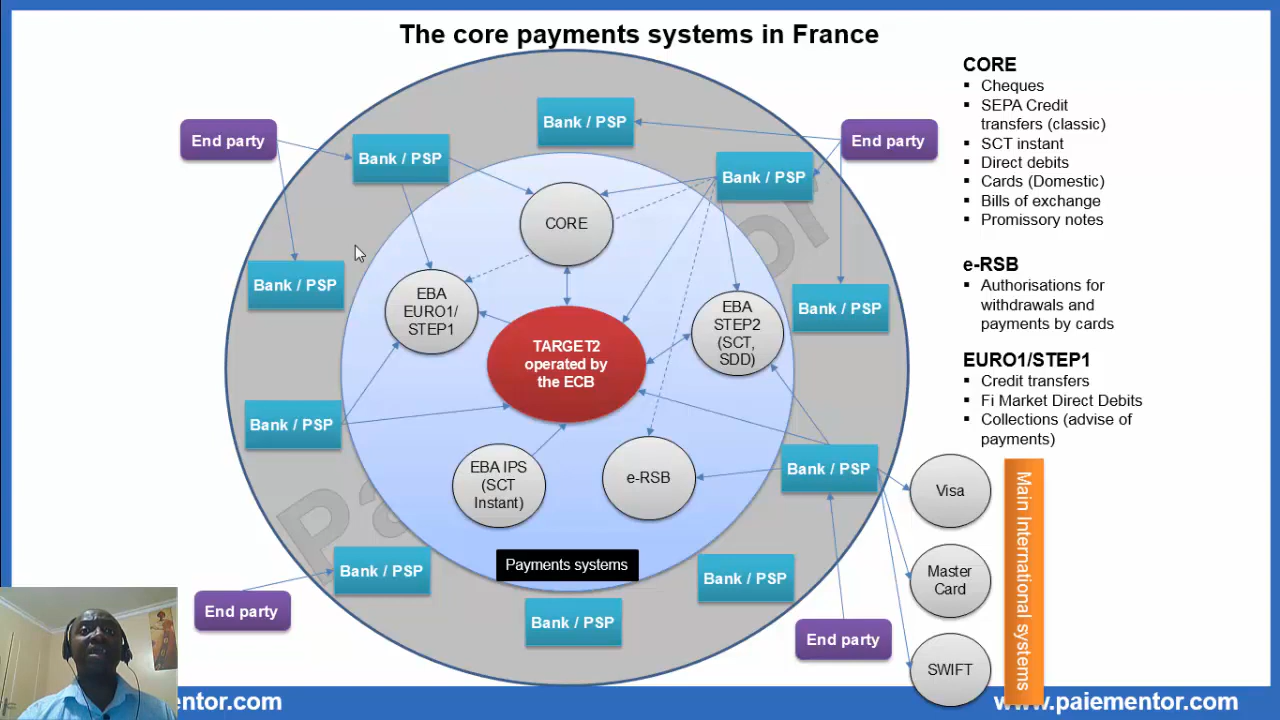 The core payments systems in France
End party
Bank / PSP
Bank / PSP
Bank / PSP
End party
CORE
Bank / PSP
EBA
EURO1/
STEP1
TARGET2
operated by
the ECB
EBA
STEP2
(SCT,
SDD)
Bank / PSP
Bank / PSP
EBA IPS
(SCT
Instant)
e-RSB
Bank / PSP
Payments systems
Bank / PSP
Bank / PSP
Bank / PSP
End party
End party
CORE
▪ Cheques
▪ SEPA Credit
transfers (classic)
▪ SCT instant
▪ Direct debits
▪ Cards (Domestic)
▪ Bills of exchange
▪ Promissory notes
e-RSB
▪ Authorisations for
withdrawals and
payments by cards
EURO1/STEP1
▪ Credit transfers
▪ Fi Market Direct Debits
▪ Collections (advise of
payments)
Visa
Master
Card
SWIFT
Main International systems
mentor.com
www.paiementor.com